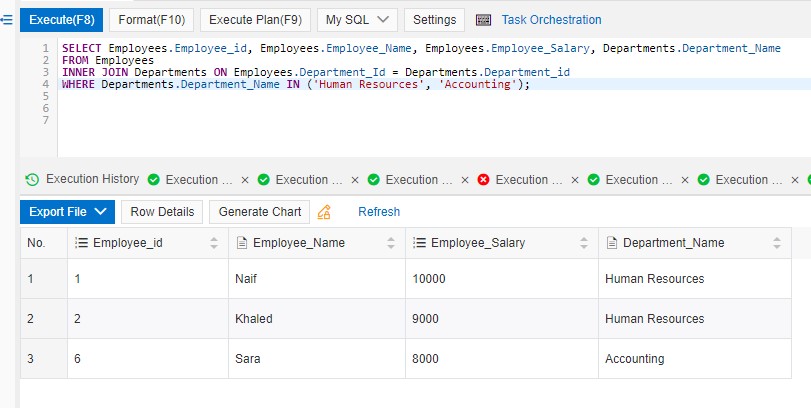 Execute(F8) Format(F10) Execute Plan(F9) My SQL Settings Task Orchestration
1 SELECT Employees.Employee_id, Employees.Employee_Name, Employees.Employee_Salary, Departments.Department_Name
2 FROM Employees
3 INNER JOIN Departments ON Employees.Department_Id = Departments.Department_id
4 WHERE Departments.Department_Name IN ('Human Resources', 'Accounting');
5
6
7
Execution History Execution ... × Execution ... × Execution ... × Execution ... × Execution ... × Execution ... ×
Export File Row Details Generate Chart Refresh
No. Employee_id Employee_Name Employee_Salary Department_Name
1 1 Naif 10000 Human Resources
2 2 Khaled 9000 Human Resources
3 6 Sara 8000 Accounting